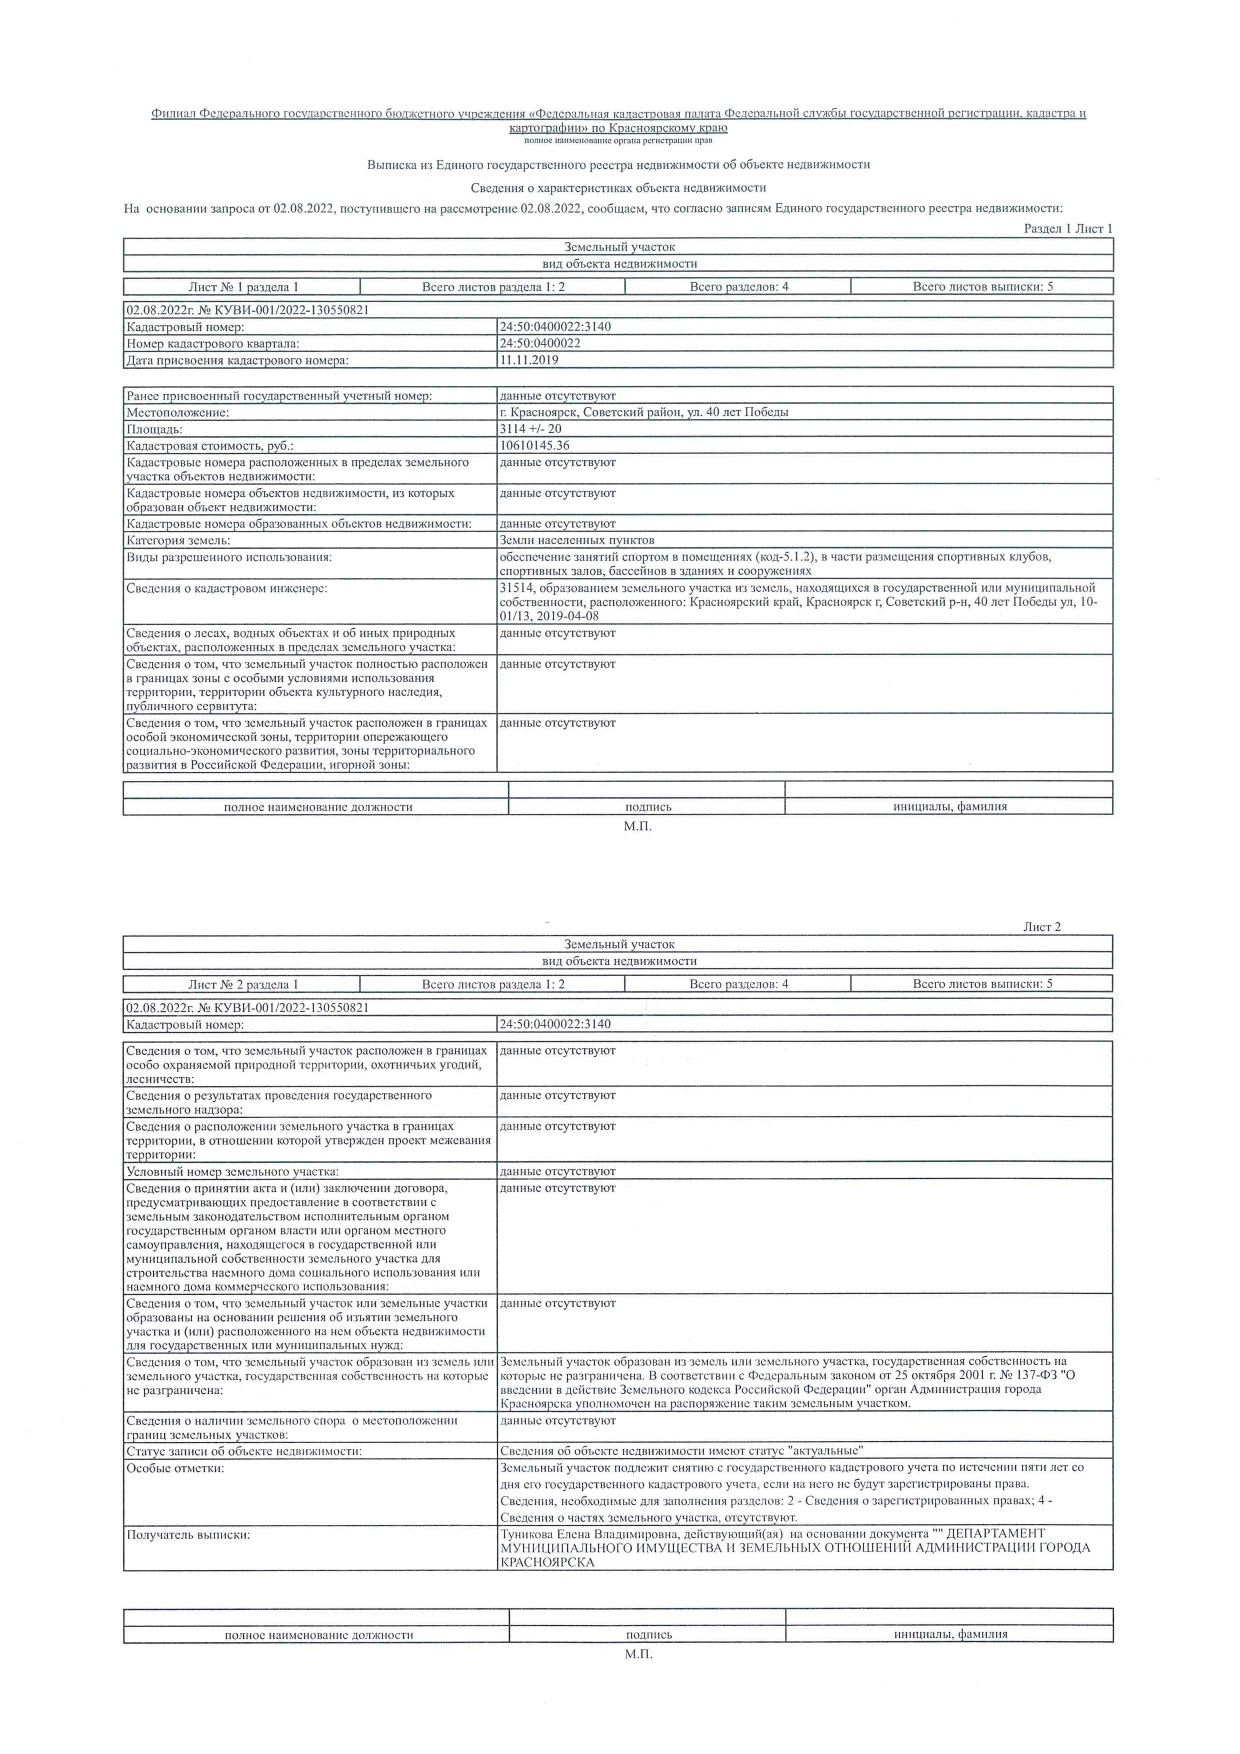 Филиал Федерального государственного бюджетного учреждения «Федеральная кадастровая палата Федеральной службы государственной регистрации, кадастра и
картографии» по Красноярскому краю
полное наименование органа регистрации прав
Выписка из Единого государственного реестра недвижимости об объекте недвижимости
Сведения о характеристиках объекта недвижимости
На основании запроса от 02.08.2022, поступившего на рассмотрение 02.08.2022, сообщаем, что согласно записям Единого государственного реестра недвижимости:
Раздел 1 Лист 1
Земельный участок
вид объекта недвижимости
Лист № 1 раздела 1 Всего листов раздела 1: 2 Всего разделов: 4 Всего листов выписки: 5
02.08.2022г. № КУВИ-001/2022-130550821
Кадастровый номер: 24:50:0400022:3140
Номер кадастрового квартала: 24:50:0400022
Дата присвоения кадастрового номера: 11.11.2019
Ранее присвоенный государственный учетный номер: данные отсутствуют
Местоположение: г. Красноярск, Советский район, ул. 40 лет Победы
Площадь: 3114 +/- 20
Кадастровая стоимость, руб.: 10610145.36
Кадастровые номера расположенных в пределах земельного данные отсутствуют
участка объектов недвижимости:
Кадастровые номера объектов недвижимости, из которых данные отсутствуют
образован объект недвижимости:
Кадастровые номера образованных объектов недвижимости: данные отсутствуют
Категория земель: Земли населенных пунктов
Виды разрешенного использования: обеспечение занятий спортом в помещениях (код-5.1.2), в части размещения спортивных клубов,
спортивных залов, бассейнов в зданиях и сооружениях
Сведения о кадастровом инженере: 31514, образованием земельного участка из земель, находящихся в государственной или муниципальной
собственности, расположенного: Красноярский край, Красноярск г, Советский р-н, 40 лет Победы ул, 10-
01/13, 2019-04-08
Сведения о лесах, водных объектах и об иных природных данные отсутствуют
объектах, расположенных в пределах земельного участка:
Сведения о том, что земельный участок полностью расположен данные отсутствуют
в границах зоны с особыми условиями использования
территории, территории объекта культурного наследия,
публичного сервитута:
Сведения о том, что земельный участок расположен в границах данные отсутствуют
особой экономической зоны, территории опережающего
социально-экономического развития, зоны территориального
развития в Российской Федерации, игорной зоны:
полное наименование должности подпись инициалы, фамилия
М.П.
Лист 2
Земельный участок
вид объекта недвижимости
Лист № 2 раздела 1 Всего листов раздела 1: 2 Всего разделов: 4 Всего листов выписки: 5
02.08.2022г. № КУВИ-001/2022-130550821
Кадастровый номер: 24:50:0400022:3140
Сведения о том, что земельный участок расположен в границах данные отсутствуют
особо охраняемой природной территории, охотничьих угодий,
лесничеств:
Сведения о результатах проведения государственного данные отсутствуют
земельного надзора:
Сведения о расположении земельного участка в границах данные отсутствуют
территории, в отношении которой утвержден проект межевания
территории:
Условный номер земельного участка: данные отсутствуют
Сведения о принятии акта и (или) заключении договора, данные отсутствуют
предусматривающих предоставление в соответствии с
земельным законодательством исполнительным органом
государственным органом власти или органом местного
самоуправления, находящегося в государственной или
муниципальной собственности земельного участка для
строительства наемного дома социального использования или
наемного дома коммерческого использования:
Сведения о том, что земельный участок или земельные участки данные отсутствуют
образованы на основании решения об изъятии земельного
участка и (или) расположенного на нем объекта недвижимости
для государственных или муниципальных нужд:
Сведения о том, что земельный участок образован из земель или Земельный участок образован из земель или земельного участка, государственная собственность на
земельного участка, государственная собственность на которые которые не разграничена. В соответствии с Федеральным законом от 25 октября 2001 г. № 137-ФЗ "О
не разграничена: введении в действие Земельного кодекса Российской Федерации" орган Администрация города
Красноярска уполномочен на распоряжение таким земельным участком.
Сведения о наличии земельного спора о местоположении данные отсутствуют
границ земельных участков:
Статус записи об объекте недвижимости: Сведения об объекте недвижимости имеют статус "актуальные"
Особые отметки: Земельный участок подлежит снятию с государственного кадастрового учета по истечении пяти лет со
дня его государственного кадастрового учета, если на него не будут зарегистрированы права.
Сведения, необходимые для заполнения разделов: 2 - Сведения о зарегистрированных правах; 4 -
Сведения о частях земельного участка, отсутствуют.
Получатель выписки: Туникова Елена Владимировна, действующий(ая) на основании документа "" ДЕПАРТАМЕНТ
МУНИЦИПАЛЬНОГО ИМУЩЕСТВА И ЗЕМЕЛЬНЫХ ОТНОШЕНИЙ АДМИНИСТРАЦИИ ГОРОДА
КРАСНОЯРСКА
полное наименование должности подпись инициалы, фамилия
М.П.